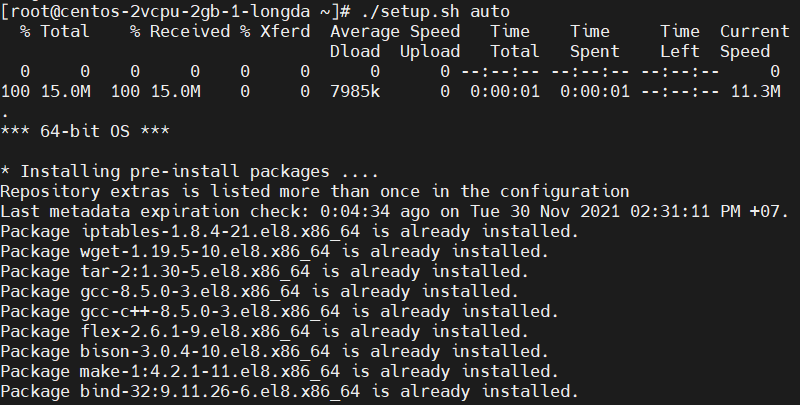 [root@centos-2vcpu-2gb-1-longda ~]# ./setup.sh auto
% Total % Received % Xferd Average Speed Time Time Time Current
Dload Upload Total Spent Left Speed
0 0 0 0 0 0 0 0 --:--:-- --:--:-- --:--:-- 0
100 15.0M 100 15.0M 0 0 7985k 0 0:00:01 0:00:01 --:--:-- 11.3M
.
*** 64-bit OS ***
* Installing pre-install packages ....
Repository extras is listed more than once in the configuration
Last metadata expiration check: 0:04:34 ago on Tue 30 Nov 2021 02:31:11 PM +07.
Package iptables-1.8.4-21.el8.x86_64 is already installed.
Package wget-1.19.5-10.el8.x86_64 is already installed.
Package tar-2:1.30-5.el8.x86_64 is already installed.
Package gcc-8.5.0-3.el8.x86_64 is already installed.
Package gcc-c++-8.5.0-3.el8.x86_64 is already installed.
Package flex-2.6.1-9.el8.x86_64 is already installed.
Package bison-3.0.4-10.el8.x86_64 is already installed.
Package make-1:4.2.1-11.el8.x86_64 is already installed.
Package bind-32:9.11.26-6.el8.x86_64 is already installed.